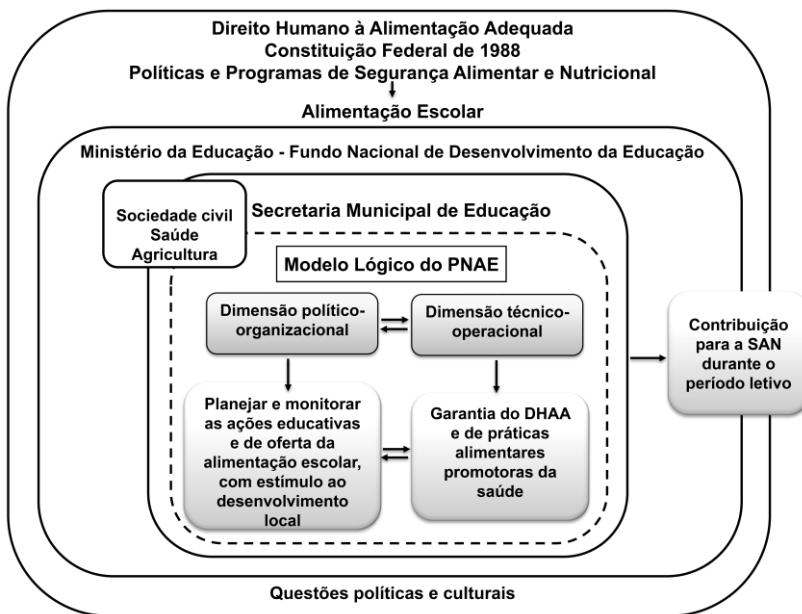 Direito Humano à Alimentação Adequada
Constituição Federal de 1988
Políticas e Programas de Segurança Alimentar e Nutricional
Alimentação Escolar
Ministério da Educação - Fundo Nacional de Desenvolvimento da Educação
Sociedade civil
Saúde
Agricultura
Secretaria Municipal de Educação
Modelo Lógico do PNAE
Dimensão político-
organizacional
Dimensão técnico-
operacional
Planejar e monitorar
as ações educativas
e de oferta da
alimentação escolar,
com estímulo ao
desenvolvimento
local
Garantia do DHAA
e de práticas
alimentares
promotoras da
saúde
Contribuição
para a SAN
durante o
período letivo
Questões políticas e culturais